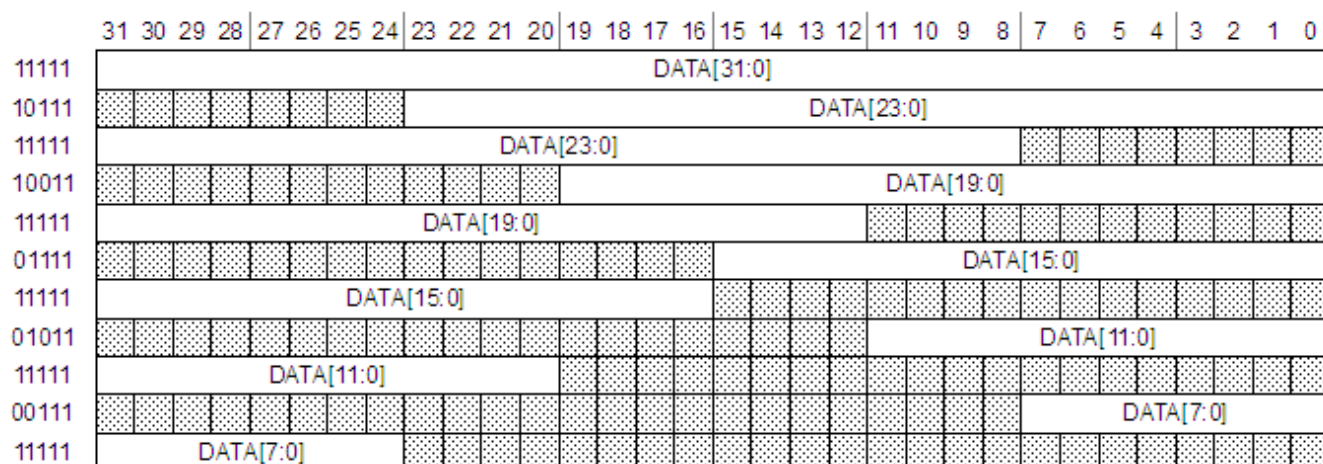 31 30 29 28 27 26 25 24 23 22 21 20 19 18 17 16 15 14 13 12 11 10 9 8 7 6 5 4 3 2 1 0
11111 DATA[31:0]
10111 DATA[23:0]
11111 DATA[23:0]
10011 DATA[19:0]
11111 DATA[19:0]
01111 DATA[15:0]
11111 DATA[15:0]
01011 DATA[11:0]
11111 DATA[11:0]
00111 DATA[7:0]
11111 DATA[7:0]